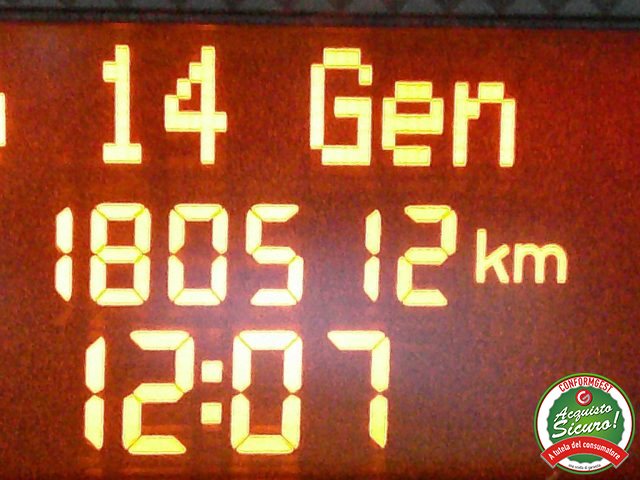 14 Gen
180512 km
12:07
CONFORMGEST
Acquisto
Sicuro!
A tutela del consumatore